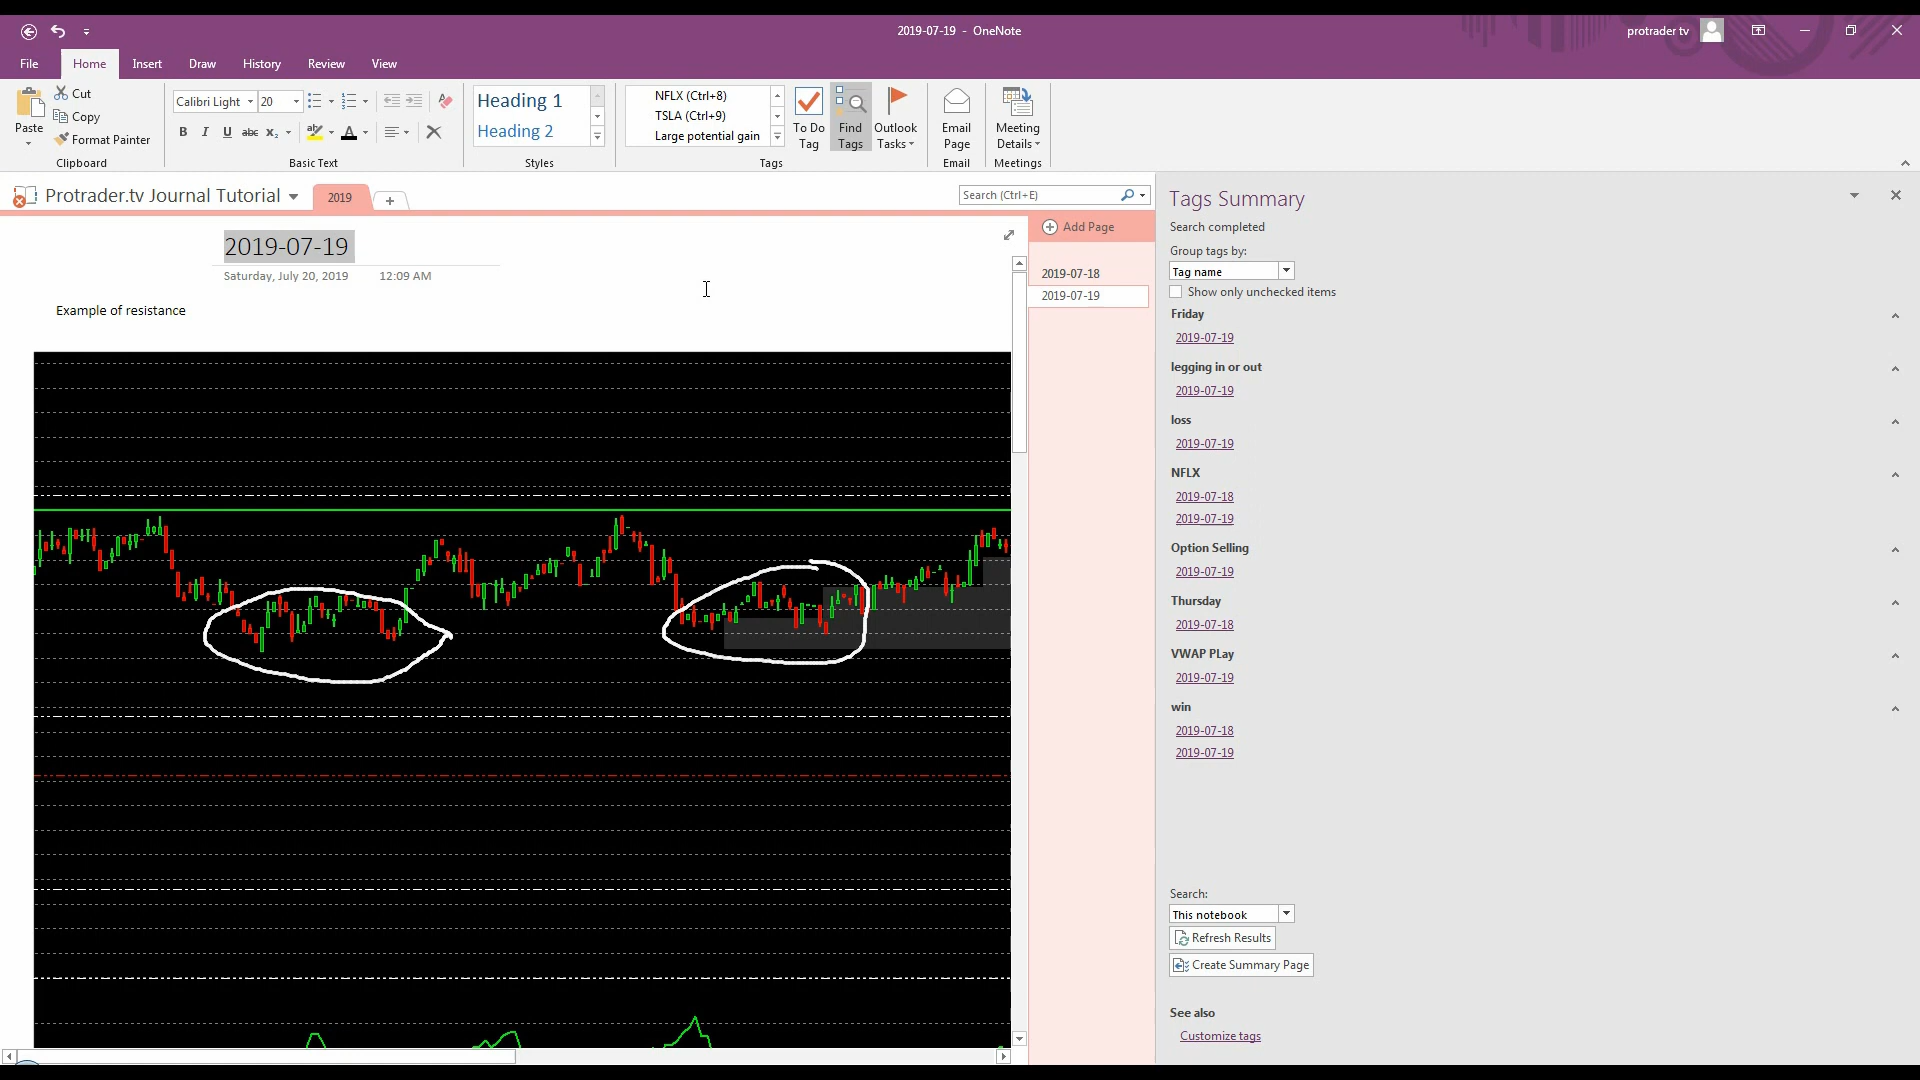 2019-07-19 - OneNote
protrader tv
File Home Insert Draw History Review View
Paste
Cut
Copy
Format Painter
Clipboard
Calibri Light 20
B I U abc x₂ A
Basic Text
Heading 1
Heading 2
Styles
NFLX (Ctrl+8)
TSLA (Ctrl+9)
Large potential gain
To Do Tag
Find Tags
Outlook Tasks
Tags
Email Page
Email
Meeting Details
Meetings
Protrader.tv Journal Tutorial
2019
Search (Ctrl+E)
2019-07-19
Saturday, July 20, 2019 12:09 AM
Example of resistance
Add Page
2019-07-18
2019-07-19
Tags Summary
Search completed
Group tags by:
Tag name
Show only unchecked items
Friday
2019-07-19
legging in or out
2019-07-19
loss
2019-07-19
NFLX
2019-07-18
2019-07-19
Option Selling
2019-07-19
Thursday
2019-07-18
VWAP PLay
2019-07-19
win
2019-07-18
2019-07-19
Search:
This notebook
Refresh Results
Create Summary Page
See also
Customize tags